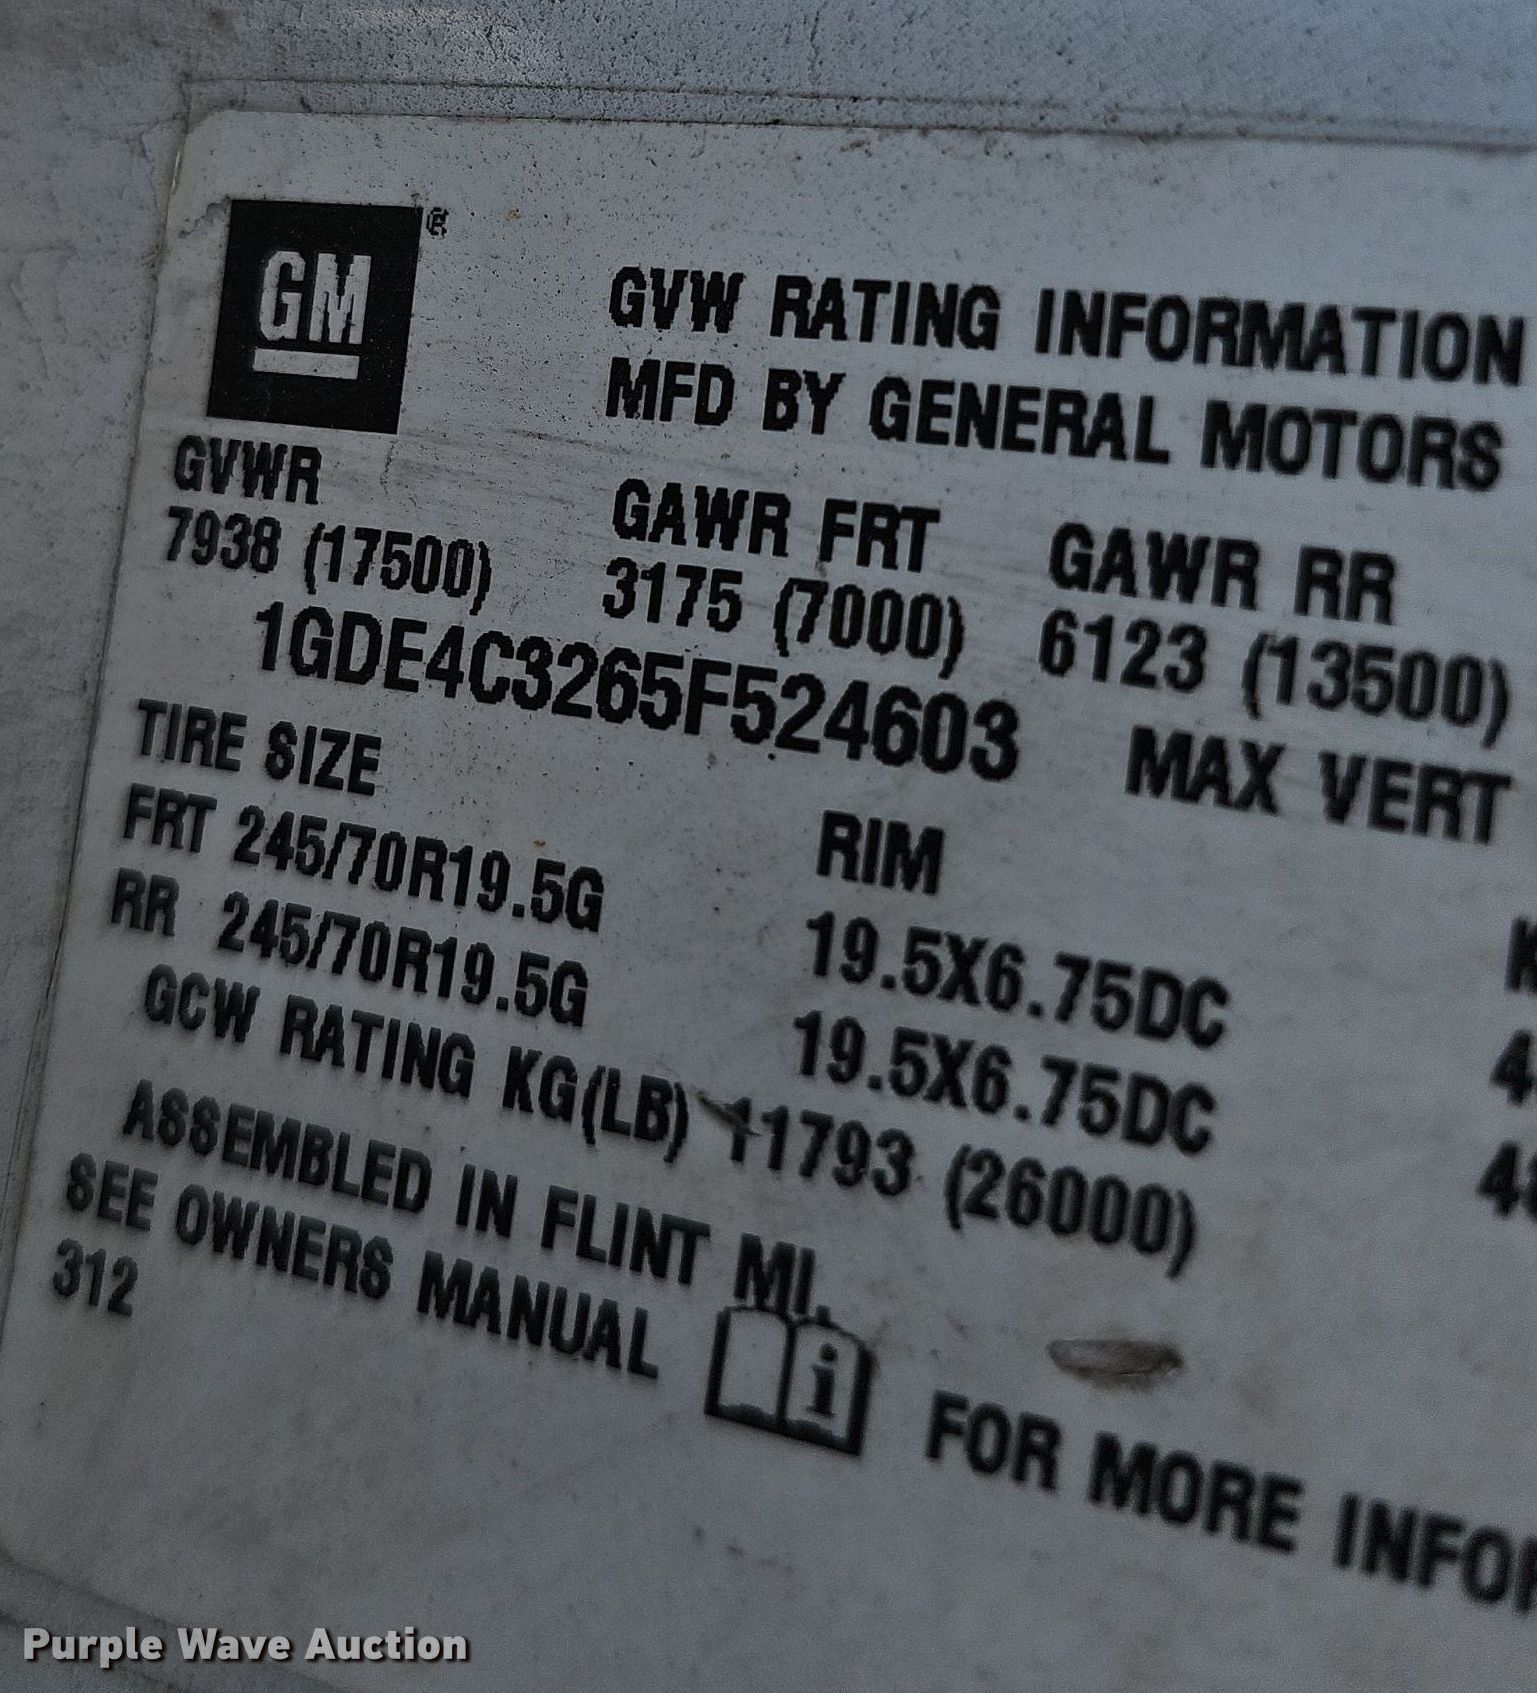 GM ®
GVW RATING INFORMATION
MFD BY GENERAL MOTORS
GVWR GAWR FRT GAWR RR
7938 (17500) 3175 (7000) 6123 (13500)
1GDE4C3265F524603 MAX VERT
TIRE SIZE RIM
FRT 245/70R19.5G 19.5X6.75DC
RR 245/70R19.5G 19.5X6.75DC
GCW RATING KG(LB) 11793 (26000)
ASSEMBLED IN FLINT MI.
SEE OWNERS MANUAL i FOR MORE INFOR
312
Purple Wave Auction